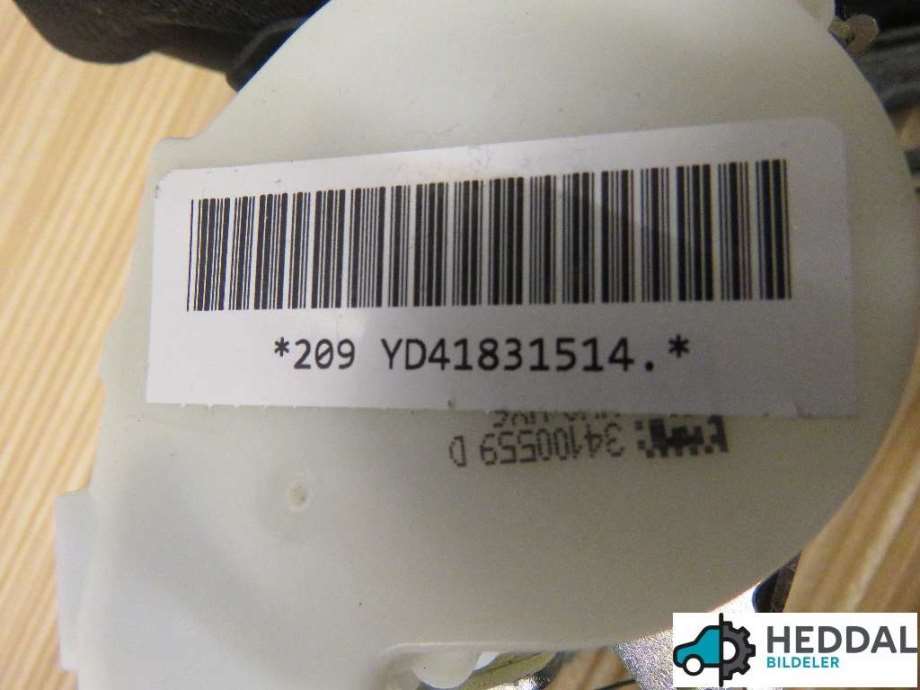 *209 YD41831514.*
34100559 D
HEDDAL
BILDELER